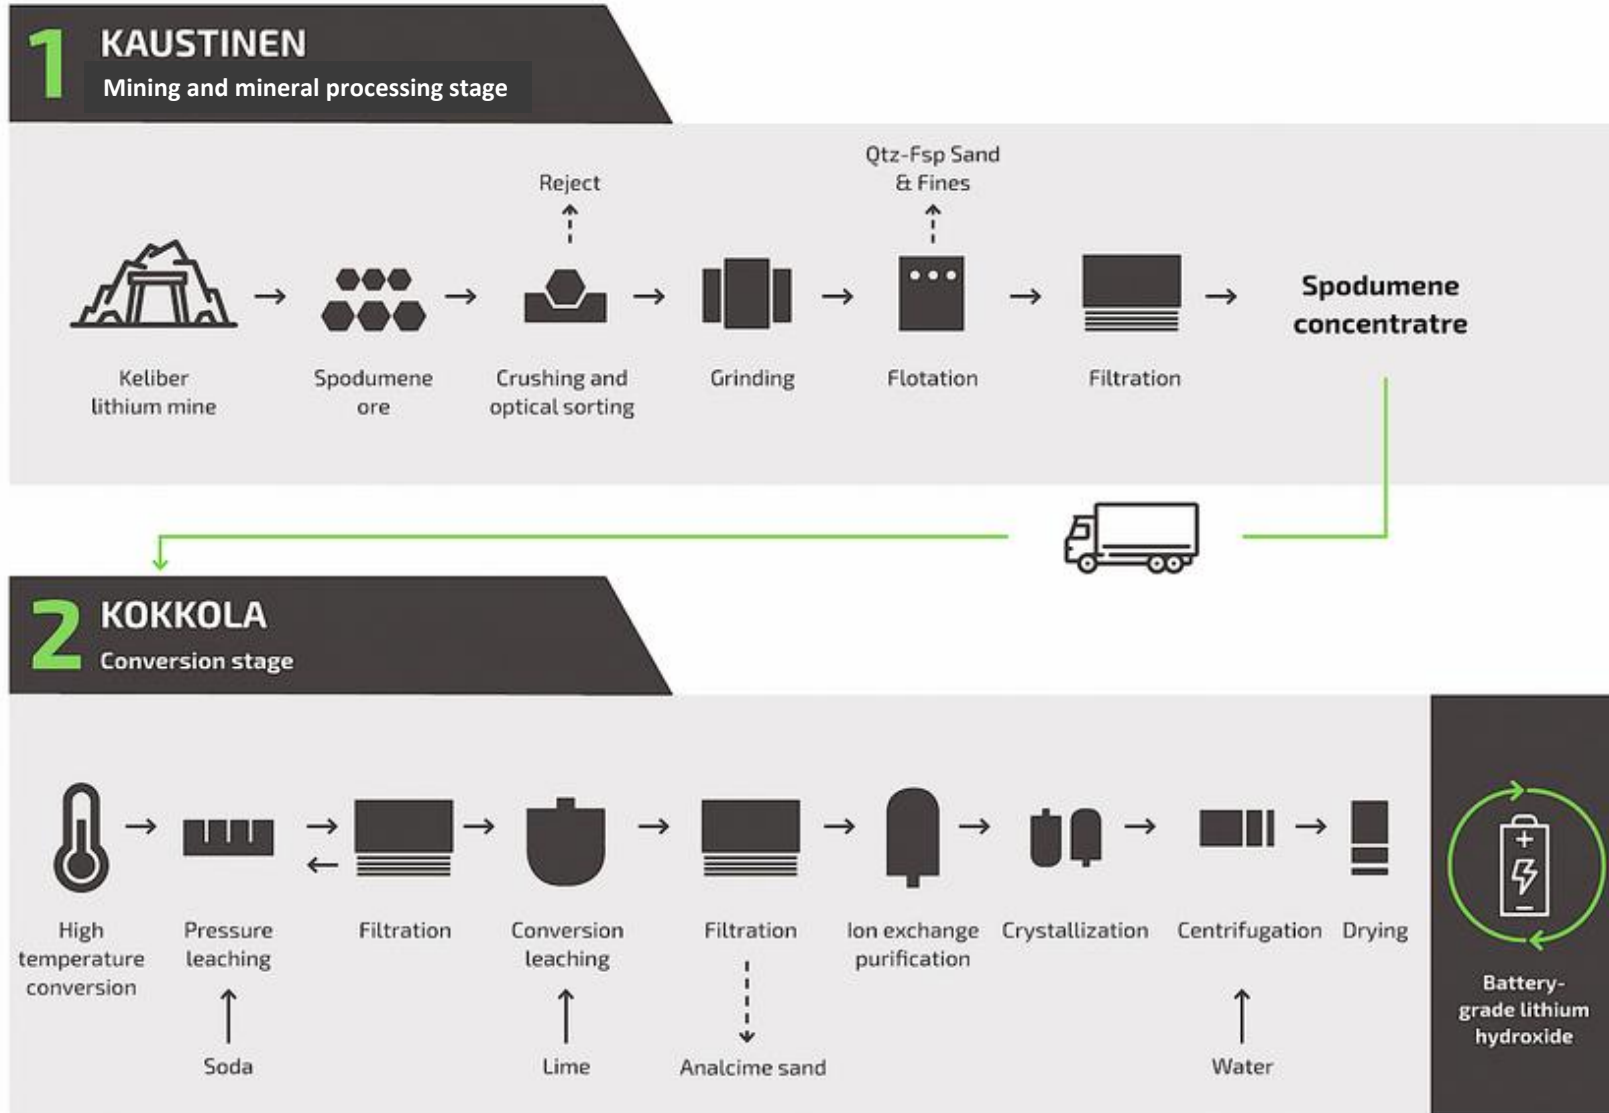 1 KAUSTINEN
Mining and mineral processing stage
Reject
Qtz-Fsp Sand
& Fines
Keliber
lithium mine
Spodumene
ore
Crushing and
optical sorting
Grinding
Flotation
Filtration
Spodumene
concentratre
2 KOKKOLA
Conversion stage
High
temperature
conversion
Pressure
leaching
Filtration
Conversion
leaching
Filtration
Ion exchange
purification
Crystallization
Centrifugation
Drying
Soda
Lime
Analcime sand
Water
Battery-
grade lithium
hydroxide